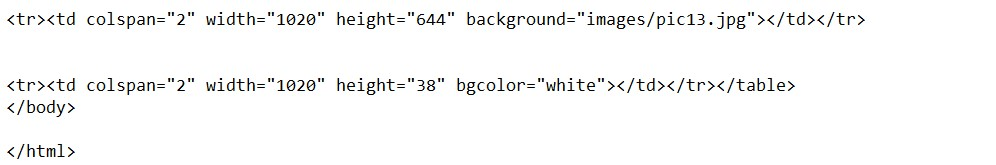 <tr><td colspan="2" width="1020" height="644" background="images/pic13.jpg"></td></tr>
<tr><td colspan="2" width="1020" height="38" bgcolor="white"></td></tr></table>
</body>
</html>